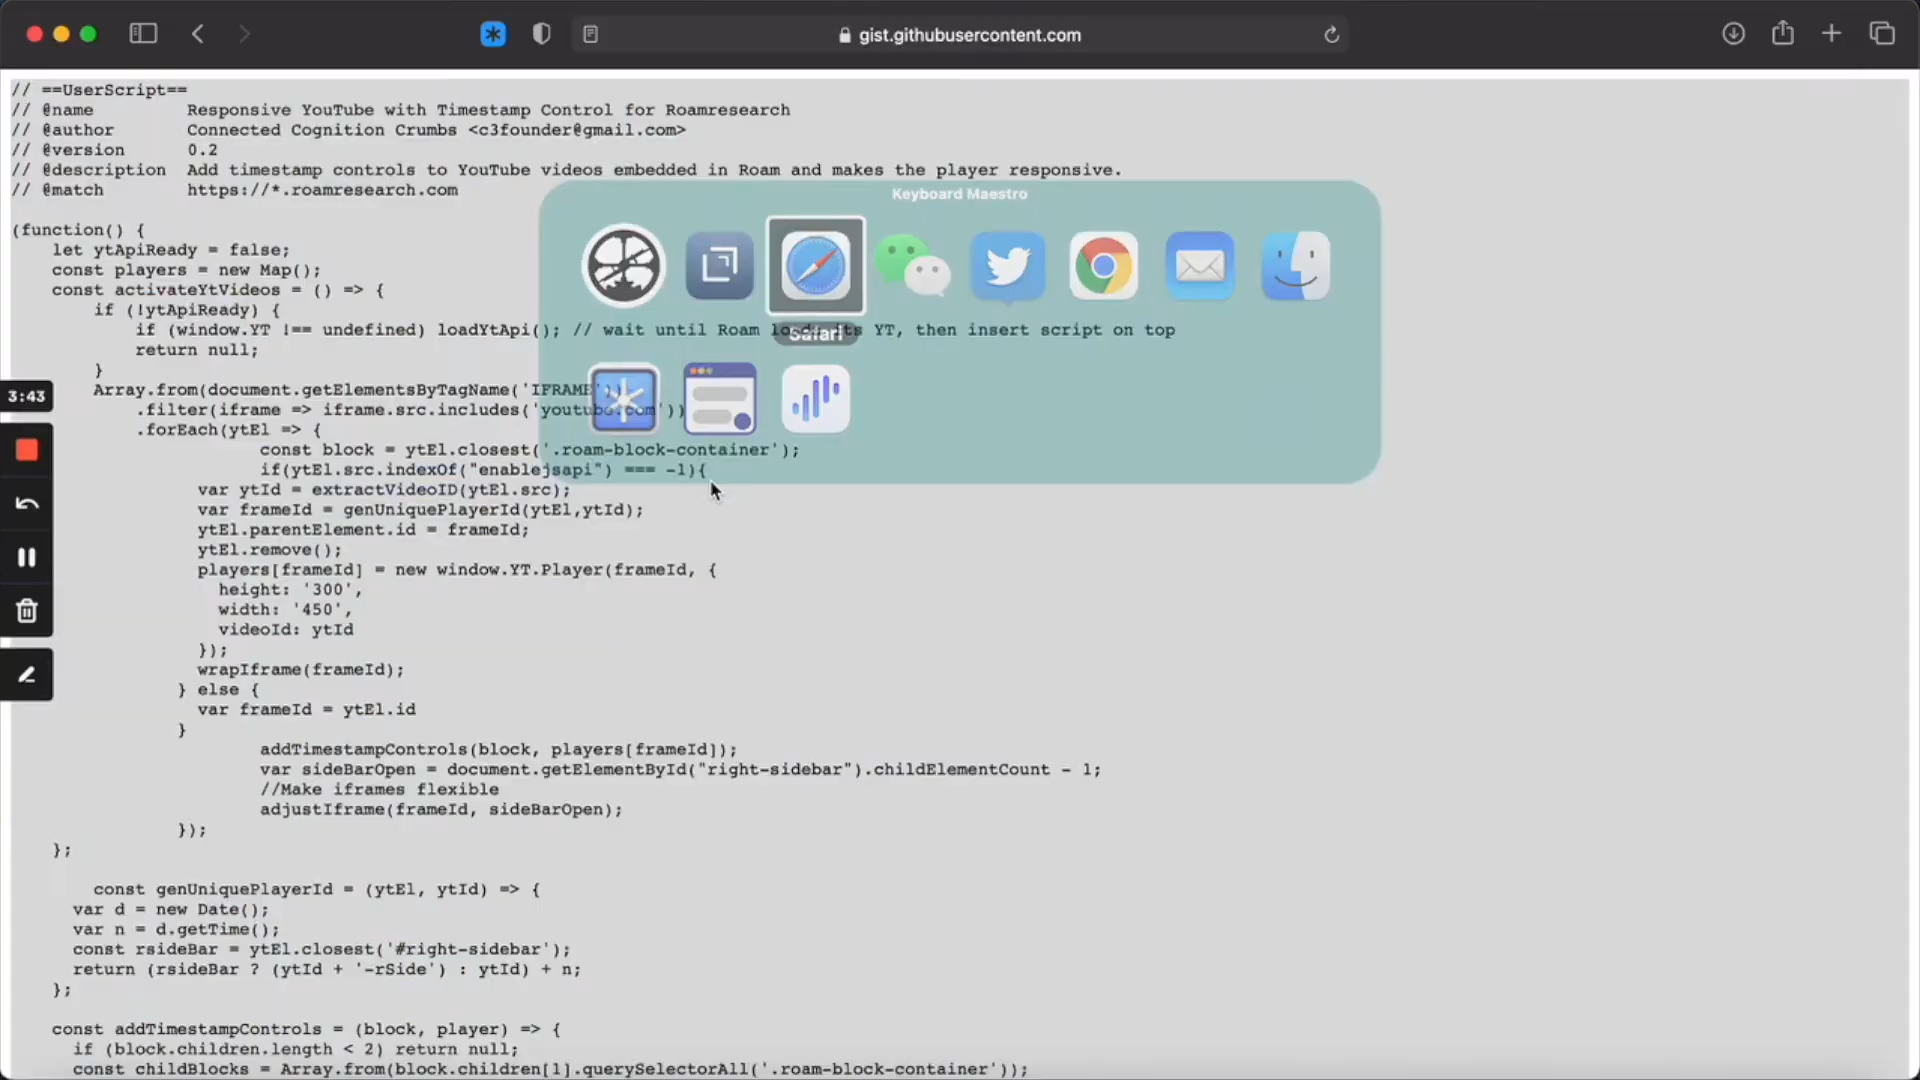 gist.githubusercontent.com
// ==UserScript==
// @name         Responsive YouTube with Timestamp Control for Roamresearch
// @author       Connected Cognition Crumbs <c3founder@gmail.com>
// @version      0.2
// @description  Add timestamp controls to YouTube videos embedded in Roam and makes the player responsive.
// @match        https://*.roamresearch.com
Keyboard Maestro
(function() {
let ytApiReady = false;
const players = new Map();
const activateYtVideos = () => {
if (!ytApiReady) {
if (window.YT !== undefined) loadYtApi(); // wait until Roam loads its YT, then insert script on top
Safari
return null;
}
Array.from(document.getElementsByTagName('IFRAME'))
3:43
.filter(iframe => iframe.src.includes('youtube.com'))
.forEach(ytEl => {
const block = ytEl.closest('.roam-block-container');
if(ytEl.src.indexOf("enablejsapi") === -1){
var ytId = extractVideoID(ytEl.src);
var frameId = genUniquePlayerId(ytEl,ytId);
ytEl.parentElement.id = frameId;
ytEl.remove();
players[frameId] = new window.YT.Player(frameId, {
height: '300',
width: '450',
videoId: ytId
});
wrapIframe(frameId);
} else {
var frameId = ytEl.id
}
addTimestampControls(block, players[frameId]);
var sideBarOpen = document.getElementById("right-sidebar").childElementCount - 1;
//Make iframes flexible
adjustIframe(frameId, sideBarOpen);
});
};
const genUniquePlayerId = (ytEl, ytId) => {
var d = new Date();
var n = d.getTime();
const rsideBar = ytEl.closest('#right-sidebar');
return (rsideBar ? (ytId + '-rSide') : ytId) + n;
};
const addTimestampControls = (block, player) => {
if (block.children.length < 2) return null;
const childBlocks = Array.from(block.children[1].querySelectorAll('.roam-block-container'));